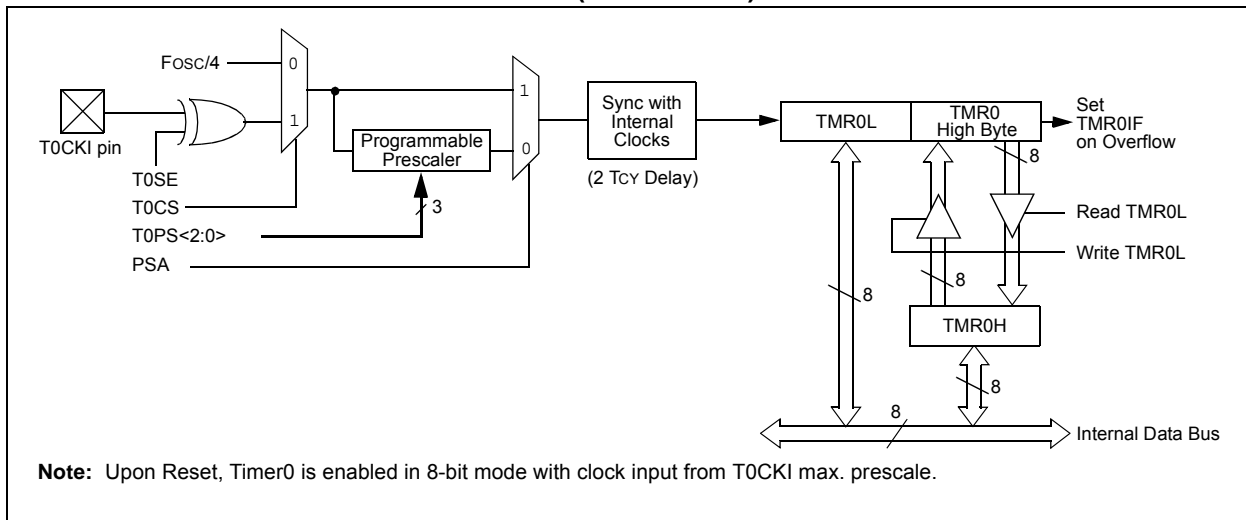 Fosc/4
0
1
T0CKI pin
T0SE
T0CS
T0PS<2:0>
PSA
Programmable
Prescaler
3
1
0
Sync with
Internal
Clocks
(2 TCY Delay)
TMR0L
TMR0
High Byte
Set
TMR0IF
on Overflow
8
Read TMR0L
Write TMR0L
8
8
TMR0H
8
8
Internal Data Bus
Note: Upon Reset, Timer0 is enabled in 8-bit mode with clock input from T0CKI max. prescale.